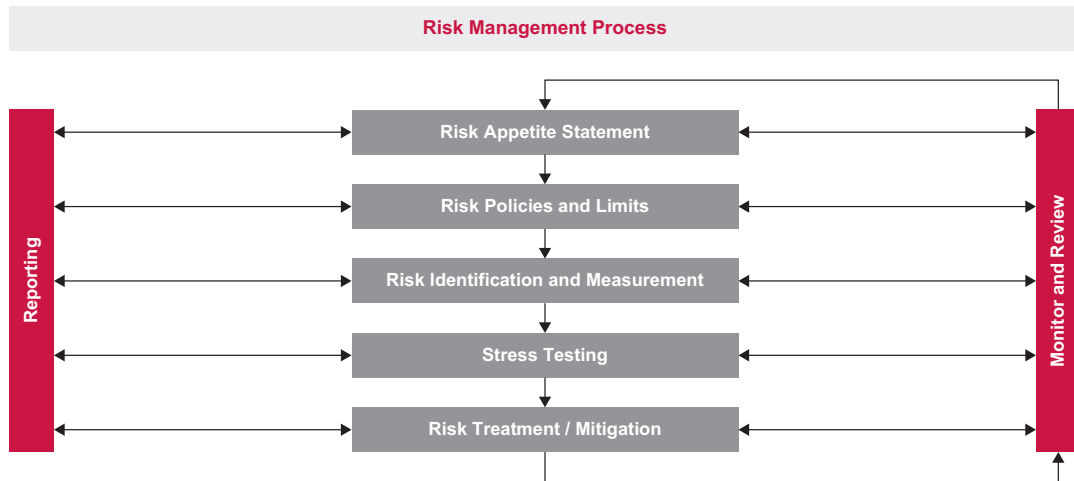 Risk Management Process
Risk Appetite Statement
Risk Policies and Limits
Risk Identification and Measurement
Stress Testing
Risk Treatment / Mitigation
Reporting
Monitor and Review